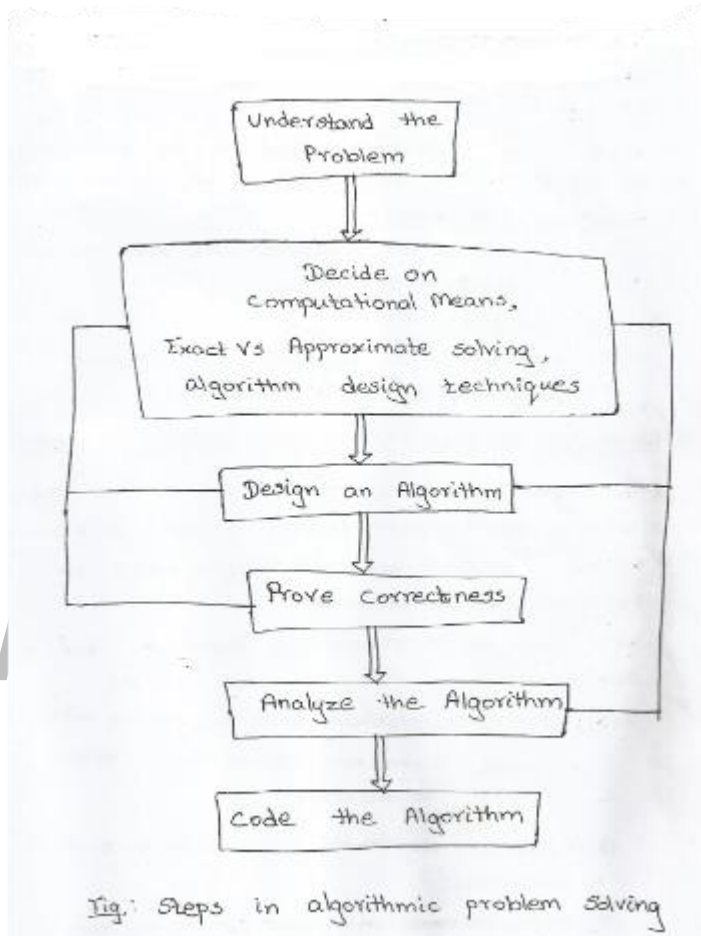 Understand the
Problem
Decide on
Computational Means,
Exact Vs Approximate solving,
algorithm design techniques
Design an Algorithm
Prove Correctness
Analyze the Algorithm
Code the Algorithm
Fig.: Steps in algorithmic problem solving